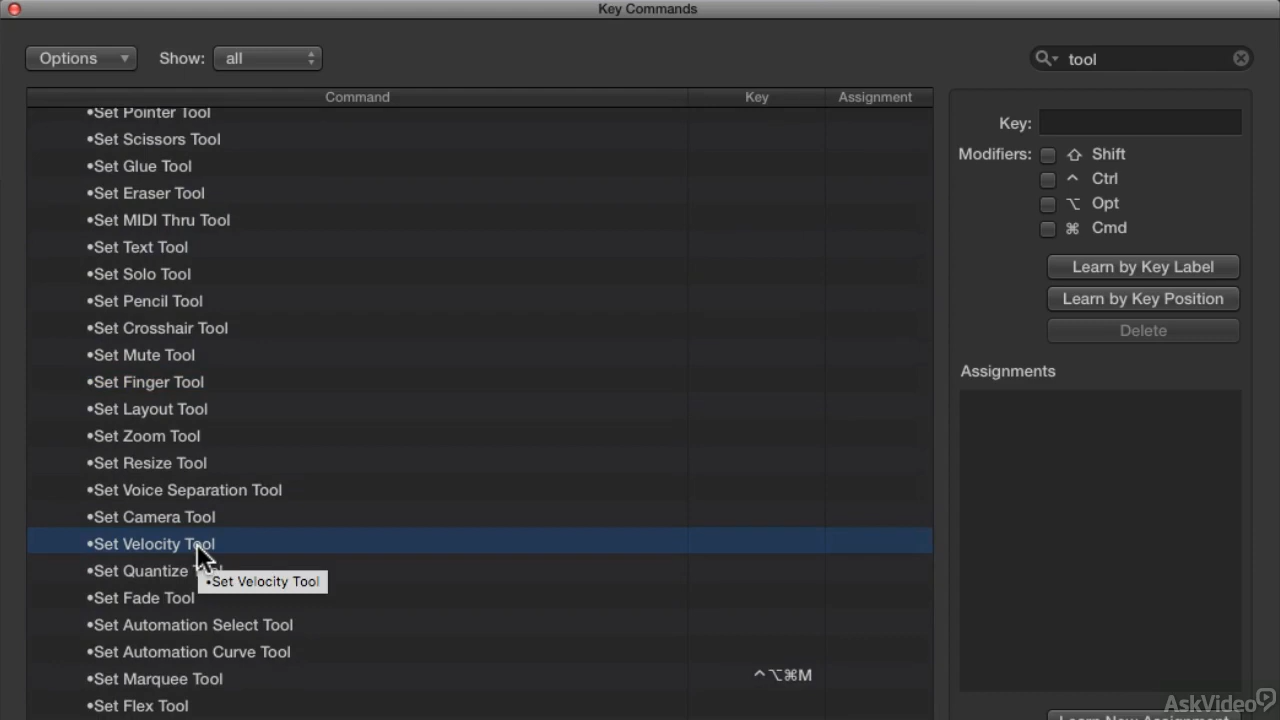 Key Commands
Options
Show: all
tool
Command Key Assignment
•Set Pointer Tool
•Set Scissors Tool
•Set Glue Tool
•Set Eraser Tool
•Set MIDI Thru Tool
•Set Text Tool
•Set Solo Tool
•Set Pencil Tool
•Set Crosshair Tool
•Set Mute Tool
•Set Finger Tool
•Set Layout Tool
•Set Zoom Tool
•Set Resize Tool
•Set Voice Separation Tool
•Set Camera Tool
•Set Velocity Tool
•Set Quantize
•Set Velocity Tool
•Set Fade Tool
•Set Automation Select Tool
•Set Automation Curve Tool
•Set Marquee Tool ^⌥⌘M
•Set Flex Tool
Key:
Modifiers: ⇧ Shift
^ Ctrl
⌥ Opt
⌘ Cmd
Learn by Key Label
Learn by Key Position
Delete
Assignments
Learn New Assignment
AskVideo